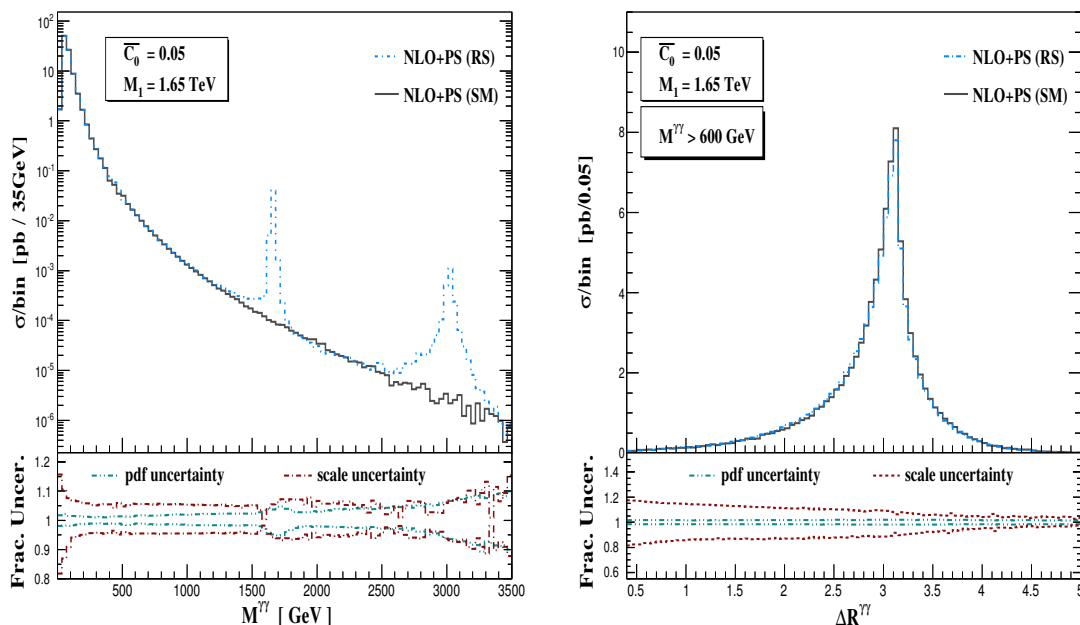 10²
10
1
10⁻¹
10⁻²
10⁻³
10⁻⁴
10⁻⁵
10⁻⁶
σ/bin [pb / 35GeV]
C̅₀ = 0.05
M₁ = 1.65 TeV
NLO+PS (RS)
NLO+PS (SM)
1.2
1.1
1
0.9
0.8
Frac. Uncer.
pdf uncertainty
scale uncertainty
500 1000 1500 2000 2500 3000 3500
M^γγ [ GeV ]
10
8
6
4
2
0
σ/bin [pb/0.05]
C̅₀ = 0.05
M₁ = 1.65 TeV
M^γγ > 600 GeV
NLO+PS (RS)
NLO+PS (SM)
1.4
1.2
1.0
0.8
0.6
Frac. Uncer.
pdf uncertainty
scale uncertainty
0.5 1 1.5 2 2.5 3 3.5 4 4.5 5
ΔR^γγ